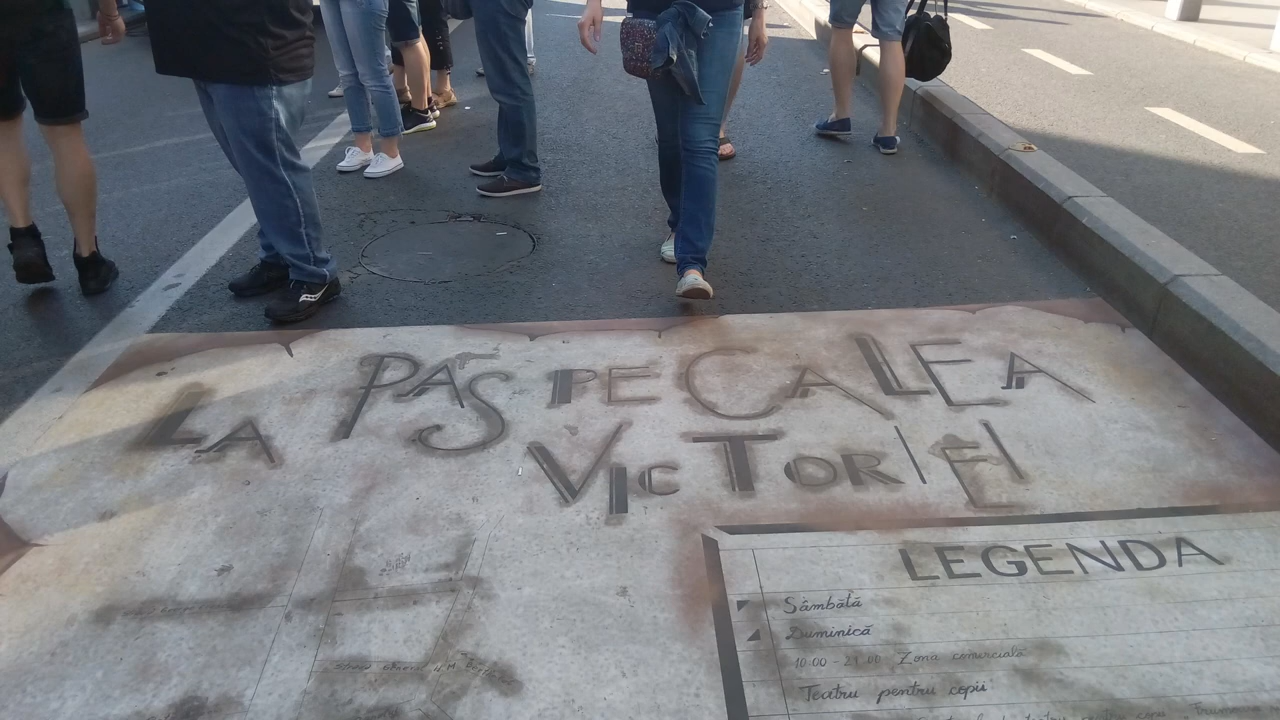 LA PAS PE CALEA
VICTORIEI
LEGENDA
Sâmbătă
Duminică
10:00 - 21:00 Zona comercială
Teatru pentru copii